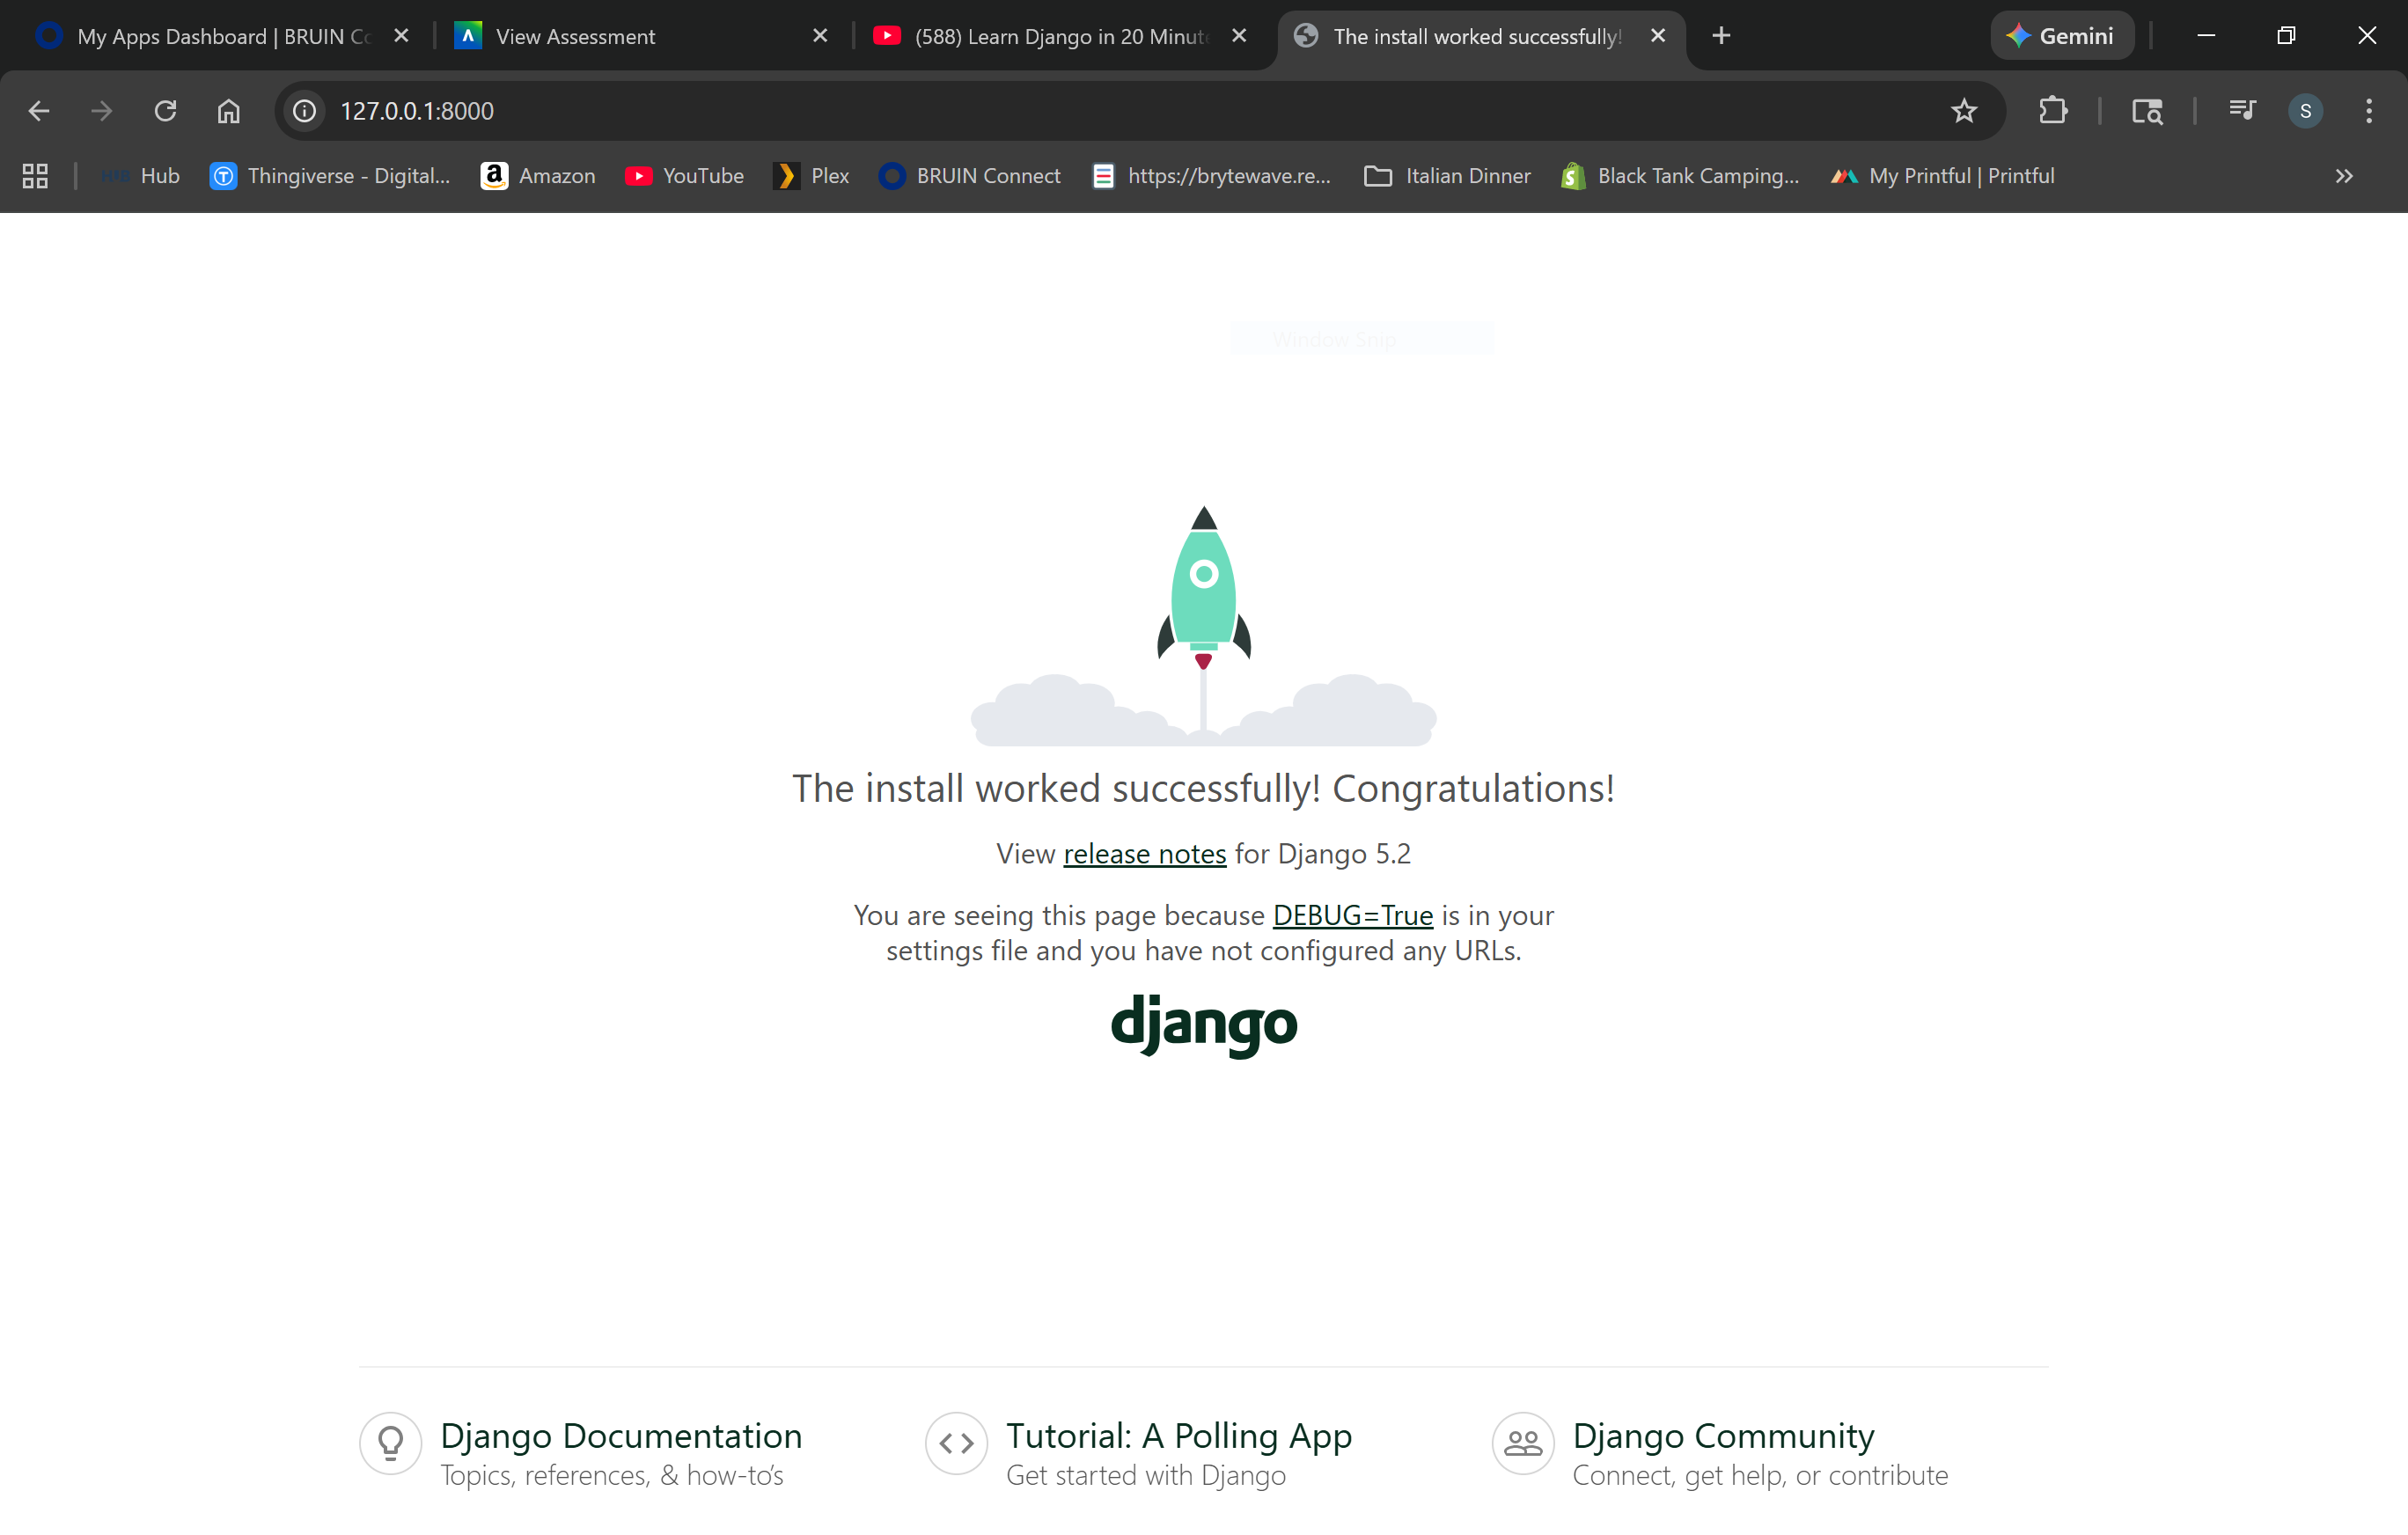 My Apps Dashboard | BRUIN Co
View Assessment
(588) Learn Django in 20 Minute
The install worked successfully!
Gemini
127.0.0.1:8000
S
Hub
Thingiverse - Digital...
Amazon
YouTube
Plex
BRUIN Connect
https://brytewave.re...
Italian Dinner
Black Tank Camping...
My Printful | Printful
Window Snip
The install worked successfully! Congratulations!
View release notes for Django 5.2
You are seeing this page because DEBUG=True is in your
settings file and you have not configured any URLs.
django
Django Documentation
Topics, references, & how-to’s
Tutorial: A Polling App
Get started with Django
Django Community
Connect, get help, or contribute